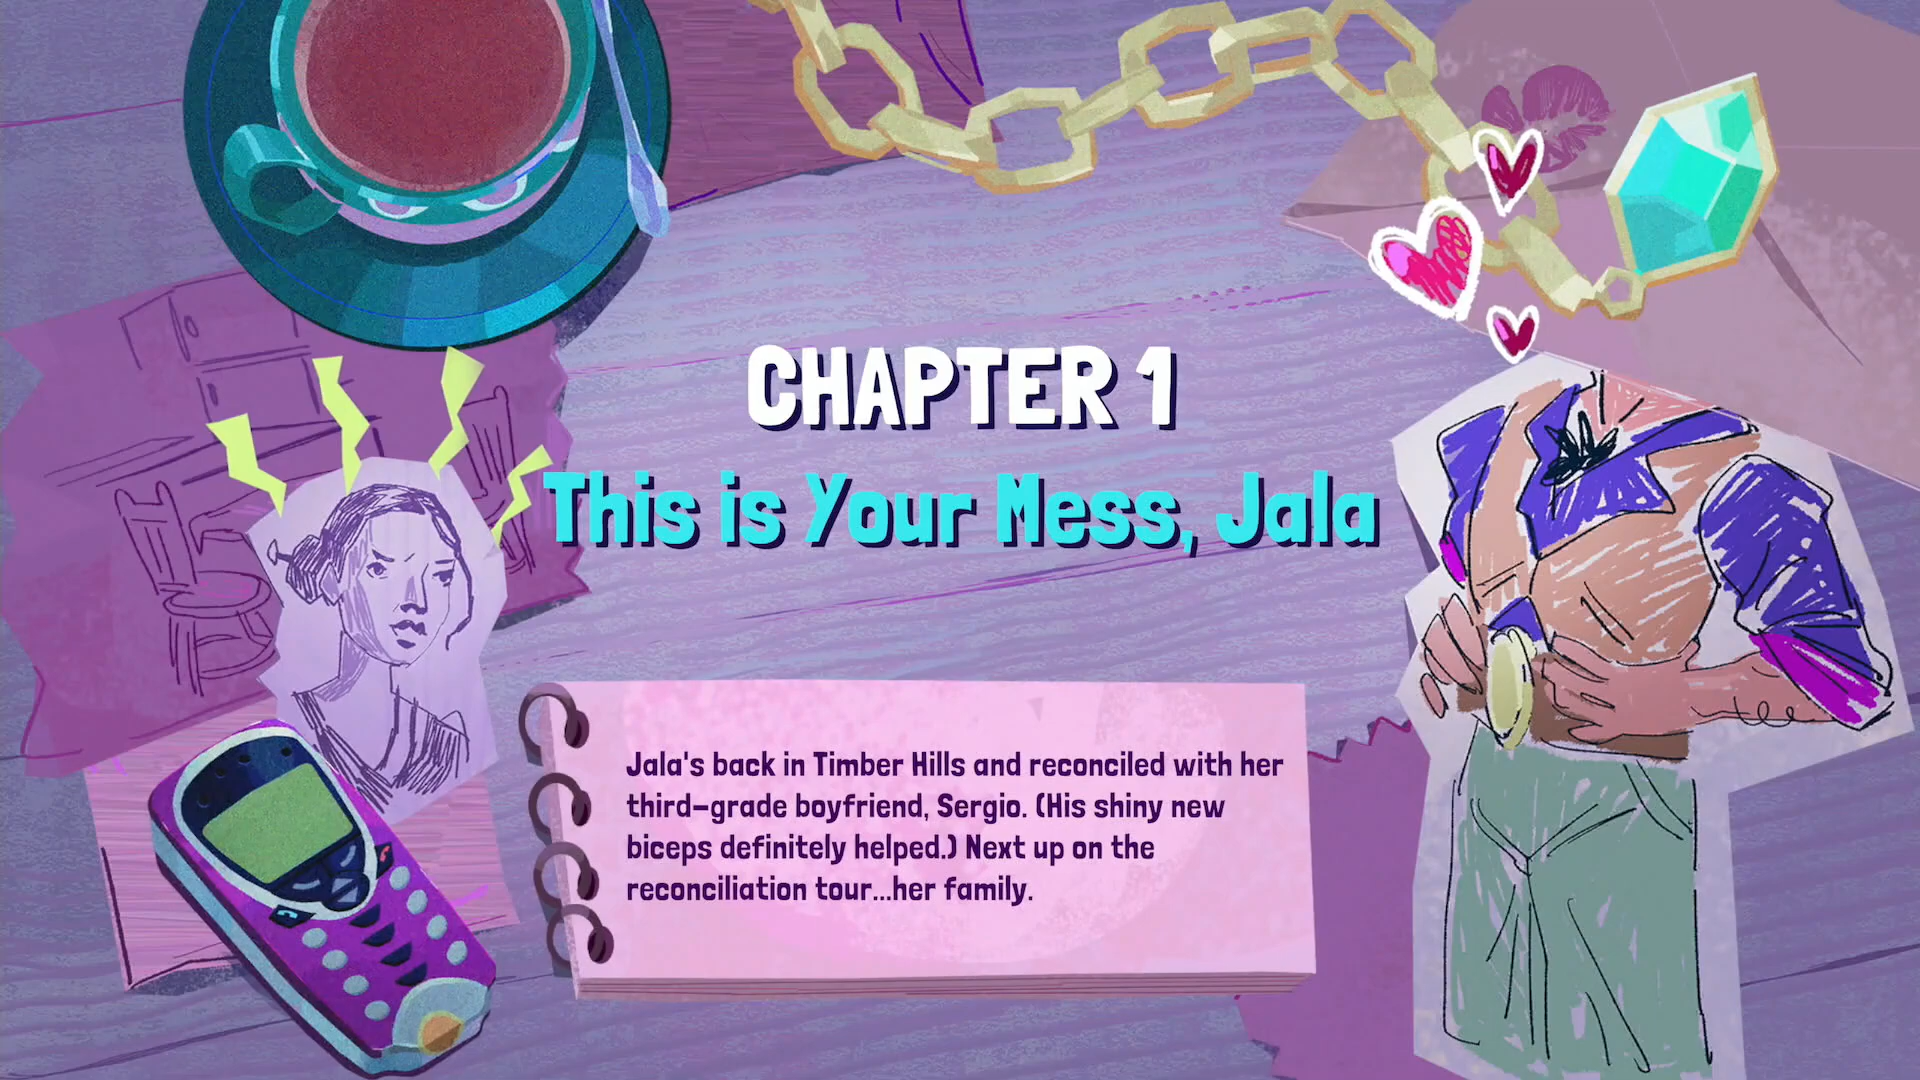 CHAPTER 1
This is Your Mess, Jala
Jala's back in Timber Hills and reconciled with her
third-grade boyfriend, Sergio. (His shiny new
biceps definitely helped.) Next up on the
reconciliation tour...her family.